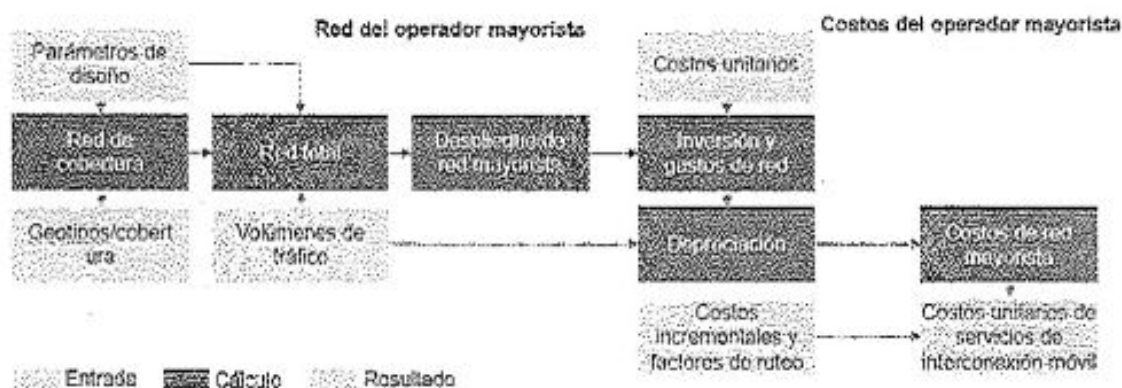 Red del operador mayorista
Costos del operador mayorista
Parámetros de
diseño
Costos unitarios
Red de
cobertura
Red total
Despliegue de
red mayorista
Inversión y
gastos de red
Geotipos/cobert
ura
Volúmenes de
tráfico
Depreciación
Costos de red
mayorista
Costos
incrementales y
factores de ruteo
Costos unitarios de
servicios de
interconexión móvil
Entrada
Cálculo
Resultado